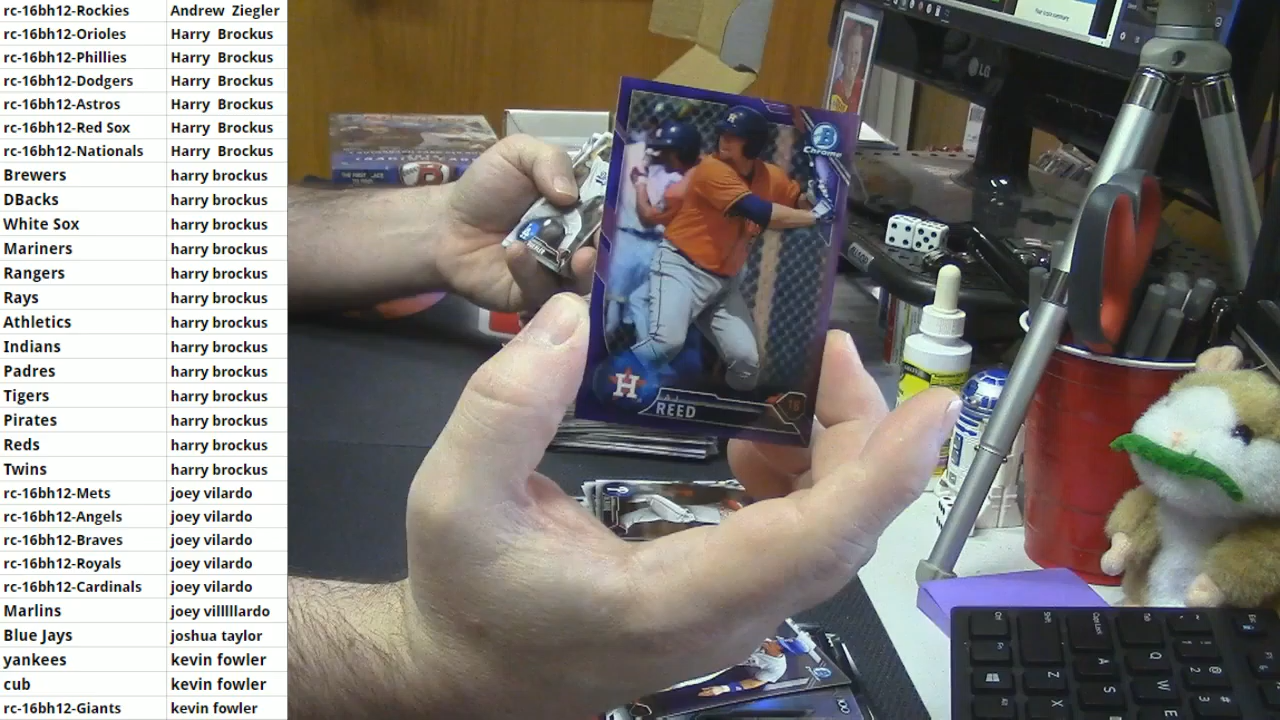 rc-16bh12-Rockies Andrew Ziegler
rc-16bh12-Orioles Harry Brockus
rc-16bh12-Phillies Harry Brockus
rc-16bh12-Dodgers Harry Brockus
rc-16bh12-Astros Harry Brockus
rc-16bh12-Red Sox Harry Brockus
rc-16bh12-Nationals Harry Brockus
Brewers harry brockus
DBacks harry brockus
White Sox harry brockus
Mariners harry brockus
Rangers harry brockus
Rays harry brockus
Athletics harry brockus
Indians harry brockus
Padres harry brockus
Tigers harry brockus
Pirates harry brockus
Reds harry brockus
Twins harry brockus
rc-16bh12-Mets joey vilardo
rc-16bh12-Angels joey vilardo
rc-16bh12-Braves joey vilardo
rc-16bh12-Royals joey vilardo
rc-16bh12-Cardinals joey vilardo
Marlins joey villlllardo
Blue Jays joshua taylor
yankees kevin fowler
cub kevin fowler
rc-16bh12-Giants kevin fowler
LG
B
Chrome
H
H
REED